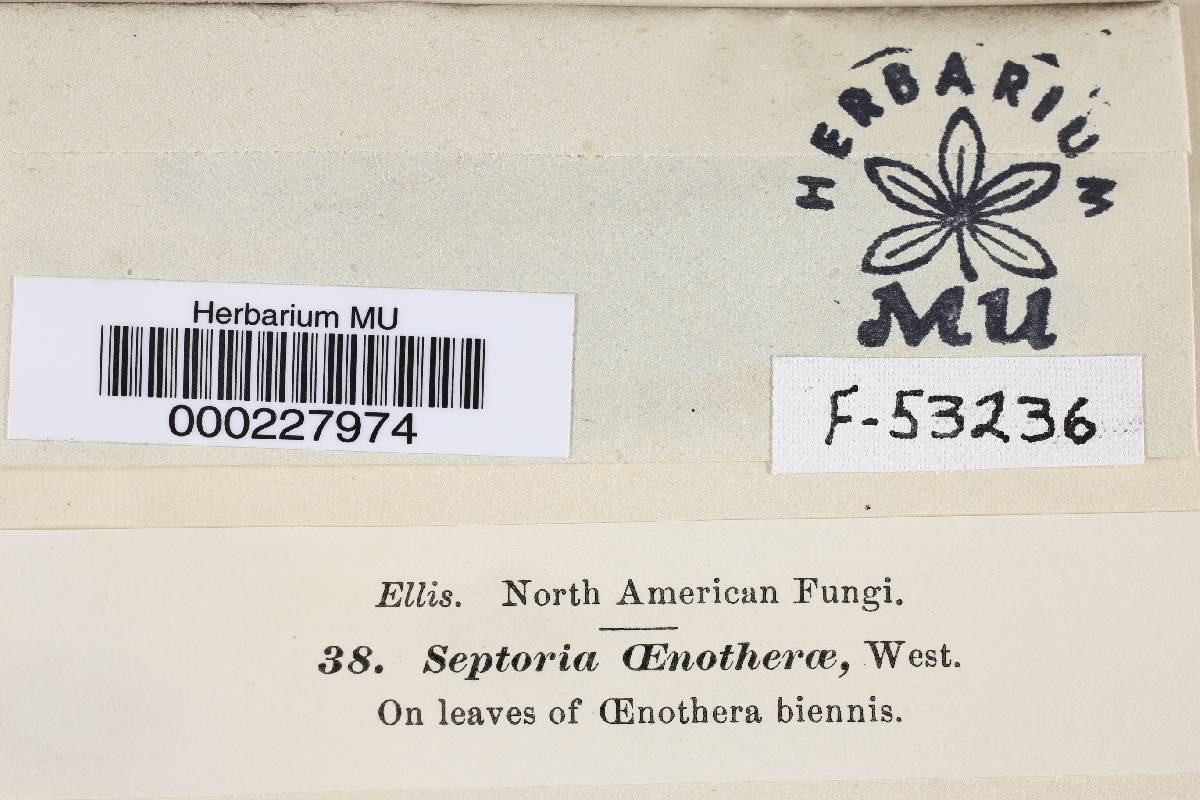 HERBARIUM
MU
Herbarium MU
000227974
F-53236
Ellis. North American Fungi.
38. Septoria Œnotheræ, West.
On leaves of Œnothera biennis.